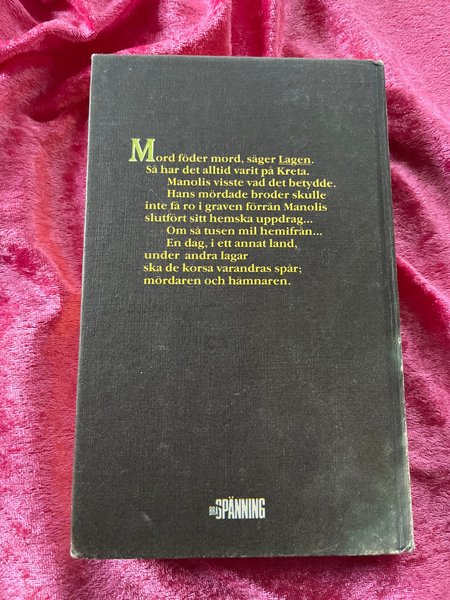 Mord föder mord, säger Lagen.
Så har det alltid varit på Kreta.
Manolis visste vad det betydde.
Hans mördade broder skulle
inte få ro i graven förrän Manolis
slutfört sitt hemska uppdrag...
Om så tusen mil hemifrån...
En dag, i ett annat land,
under andra lagar
ska de korsa varandras spår;
mördaren och hämnaren.
BRA SPÄNNING